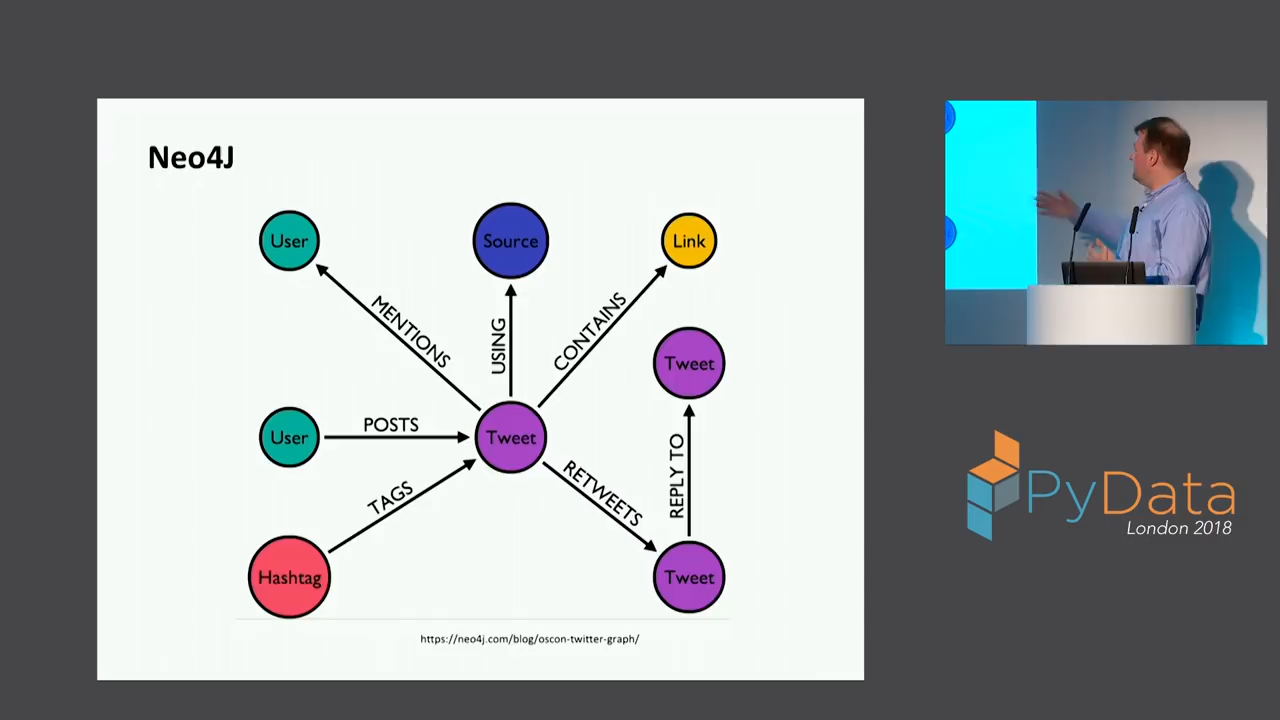 Neo4J
User
Source
Link
MENTIONS
USING
CONTAINS
Tweet
User
POSTS
Tweet
TAGS
RETWEETS
REPLY TO
Hashtag
Tweet
https://neo4j.com/blog/oscon-twitter-graph/
PyData
London 2018